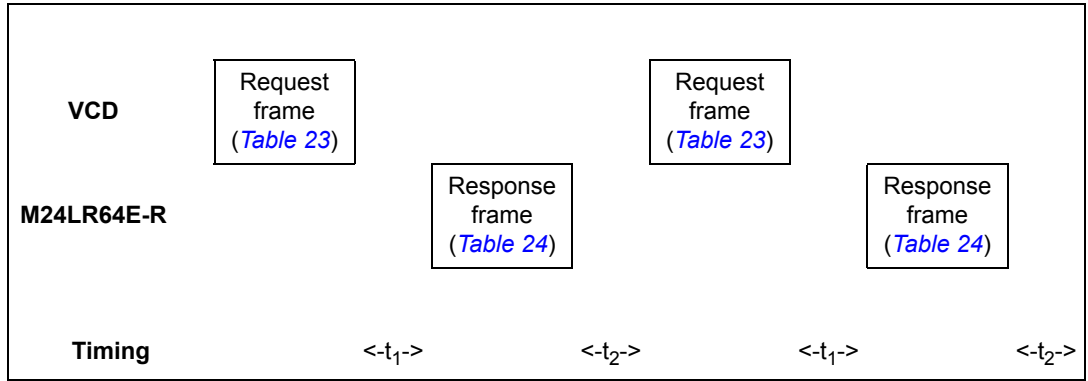 VCD
Request
frame
(Table 23)
Request
frame
(Table 23)
M24LR64E-R
Response
frame
(Table 24)
Response
frame
(Table 24)
Timing <-t₁-> <-t₂-> <-t₁-> <-t₂->